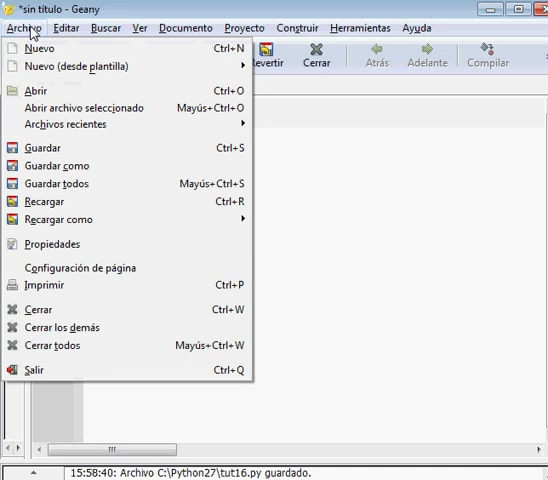 *sin título - Geany
Archivo Editar Buscar Ver Documento Proyecto Construir Herramientas Ayuda
Revertir Cerrar Atrás Adelante Compilar
Nuevo Ctrl+N
Nuevo (desde plantilla)
Abrir Ctrl+O
Abrir archivo seleccionado Mayús+Ctrl+O
Archivos recientes
Guardar Ctrl+S
Guardar como
Guardar todos Mayús+Ctrl+S
Recargar Ctrl+R
Recargar como
Propiedades
Configuración de página
Imprimir Ctrl+P
Cerrar Ctrl+W
Cerrar los demás
Cerrar todos Mayús+Ctrl+W
Salir Ctrl+Q
15:58:40: Archivo C:\Python27\tut16.py guardado.